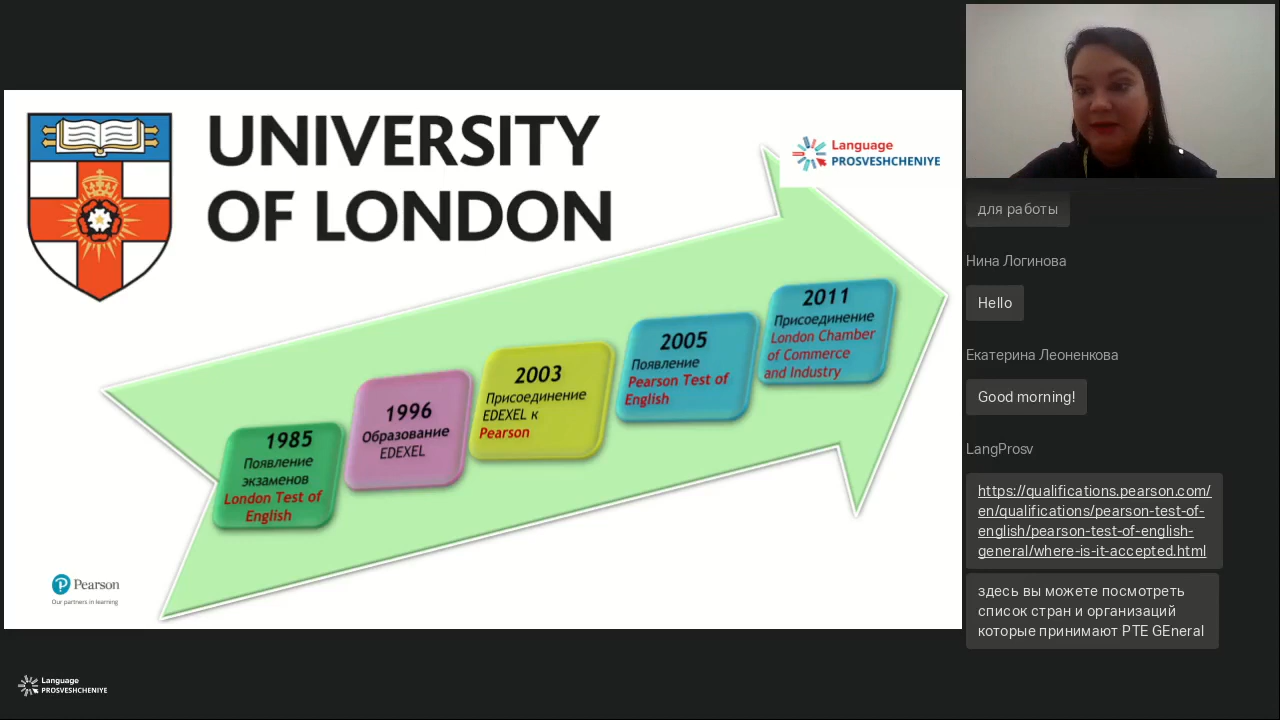 UNIVERSITY
OF LONDON
Language
PROSVESHCHENIYE
1985
Появление
экзаменов
London Test of
English
1996
Образование
EDEXEL
2003
Присоединение
EDEXEL к
Pearson
2005
Появление
Pearson Test of
English
2011
Присоединение
London Chamber
of Commerce
and Industry
Pearson
Our partners in learning
Language
PROSVESHCHENIYE
для работы
Нина Логинова
Hello
Екатерина Леоненкова
Good morning!
LangProsv
https://qualifications.pearson.com/
en/qualifications/pearson-test-of-
english/pearson-test-of-english-
general/where-is-it-accepted.html
здесь вы можете посмотреть
список стран и организаций
которые принимают PTE GEneral